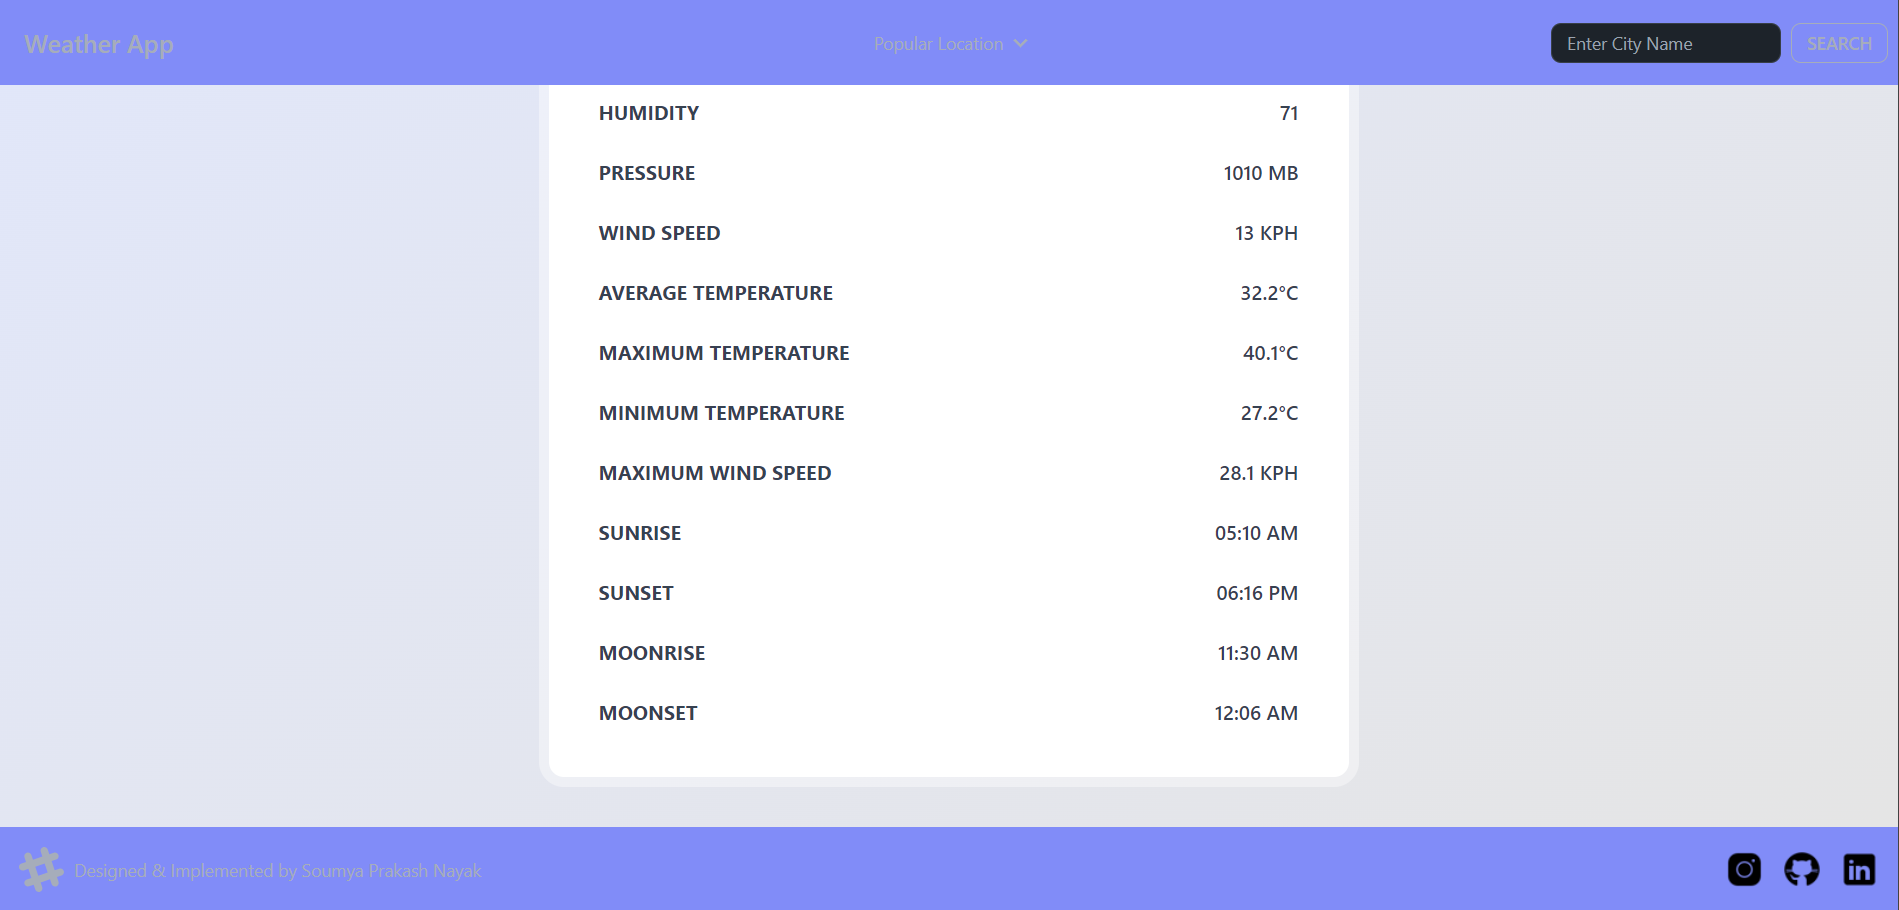 Weather App
Popular Location
Enter City Name
SEARCH
HUMIDITY 71
PRESSURE 1010 MB
WIND SPEED 13 KPH
AVERAGE TEMPERATURE 32.2°C
MAXIMUM TEMPERATURE 40.1°C
MINIMUM TEMPERATURE 27.2°C
MAXIMUM WIND SPEED 28.1 KPH
SUNRISE 05:10 AM
SUNSET 06:16 PM
MOONRISE 11:30 AM
MOONSET 12:06 AM
Designed & Implemented by Soumya Prakash Nayak